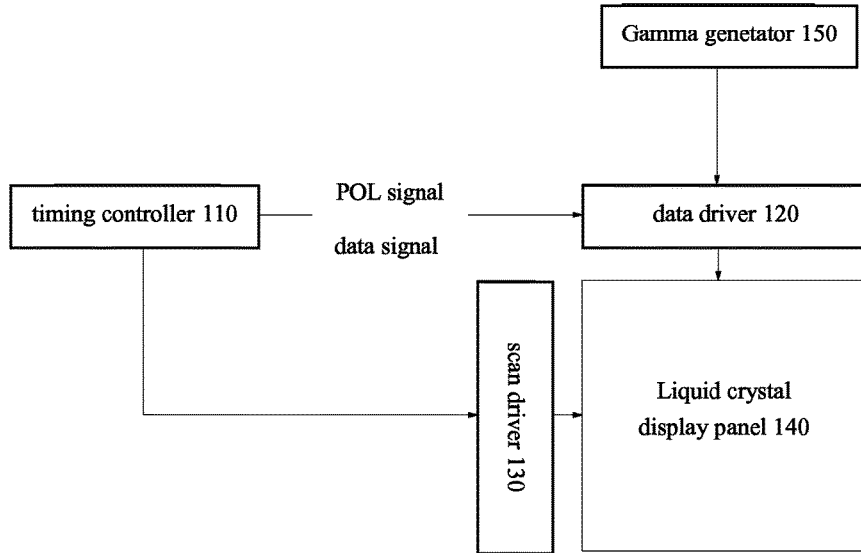 Gamma genetator 150
timing controller 110
POL signal
data signal
data driver 120
scan driver 130
Liquid crystal
display panel 140